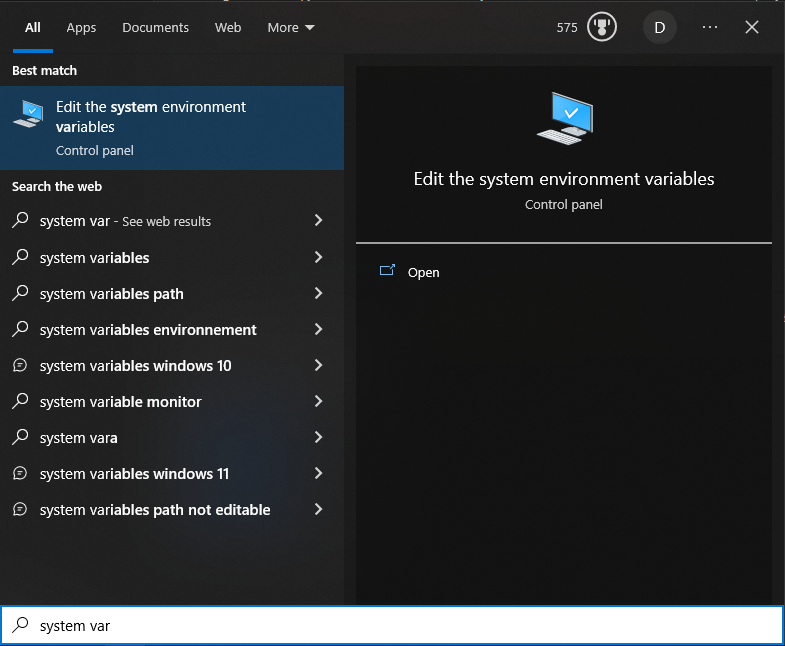 All Apps Documents Web More 575 D ...
Best match
Edit the system environment
variables
Control panel
Search the web
system var - See web results
system variables
system variables path
system variables environnement
system variables windows 10
system variable monitor
system vara
system variables windows 11
system variables path not editable
Edit the system environment variables
Control panel
Open
system var